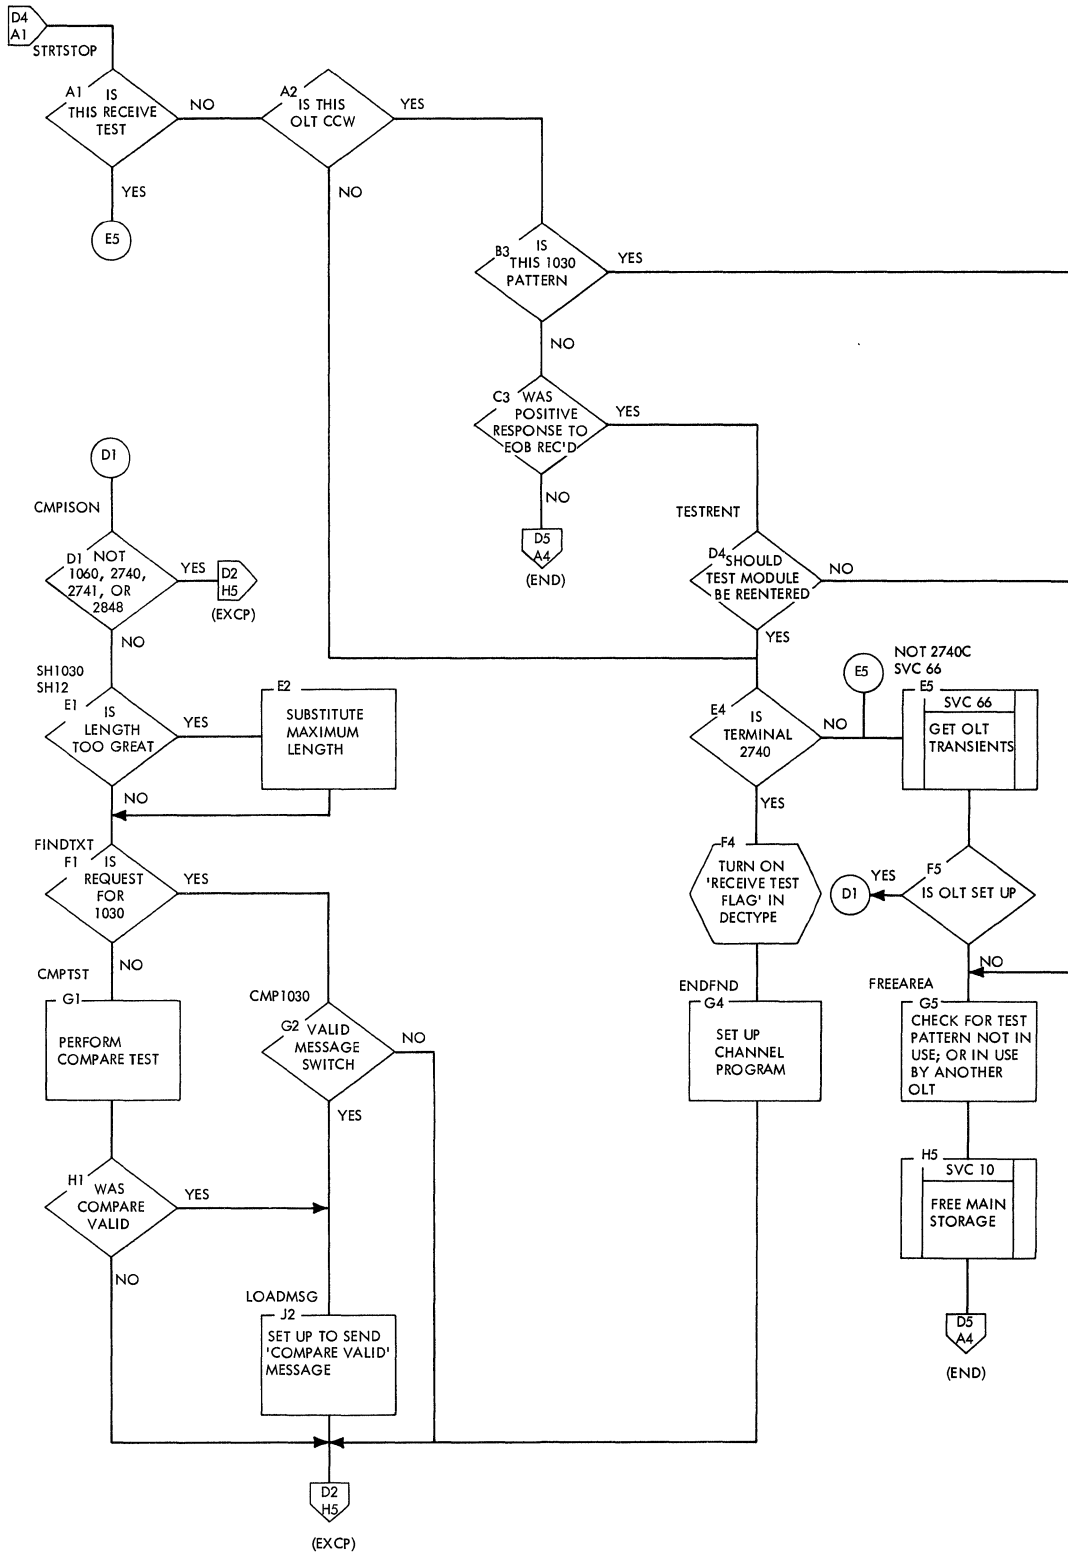 D4
A1
STRTSTOP
A1
IS
THIS RECEIVE
TEST
NO
YES
E5
A2
IS THIS
OLT CCW
YES
NO
B3
IS
THIS 1030
PATTERN
YES
NO
C3
WAS
POSITIVE
RESPONSE TO
EOB REC'D
YES
NO
D5
A4
(END)
D1
CMPISON
D1
NOT
1060, 2740,
2741, OR
2848
YES
D2
H5
(EXCP)
NO
TESTRENT
D4
SHOULD
TEST MODULE
BE REENTERED
NO
YES
SH1030
SH12
E1
IS
LENGTH
TOO GREAT
YES
NO
E2
SUBSTITUTE
MAXIMUM
LENGTH
E4
IS
TERMINAL
2740
NO
YES
E5
NOT 2740C
SVC 66
E5
SVC 66
GET OLT
TRANSIENTS
FINDTXT
F1
IS
REQUEST
FOR
1030
YES
NO
F4
TURN ON
'RECEIVE TEST
FLAG' IN
DECTYPE
D1
YES
F5
IS OLT SET UP
NO
CMPTST
G1
PERFORM
COMPARE TEST
CMP1030
G2
VALID
MESSAGE
SWITCH
NO
YES
ENDFND
G4
SET UP
CHANNEL
PROGRAM
FREEAREA
G5
CHECK FOR TEST
PATTERN NOT IN
USE; OR IN USE
BY ANOTHER
OLT
H1
WAS
COMPARE
VALID
YES
NO
H5
SVC 10
FREE MAIN
STORAGE
LOADMSG
J2
SET UP TO SEND
'COMPARE VALID'
MESSAGE
D5
A4
(END)
D2
H5
(EXCP)